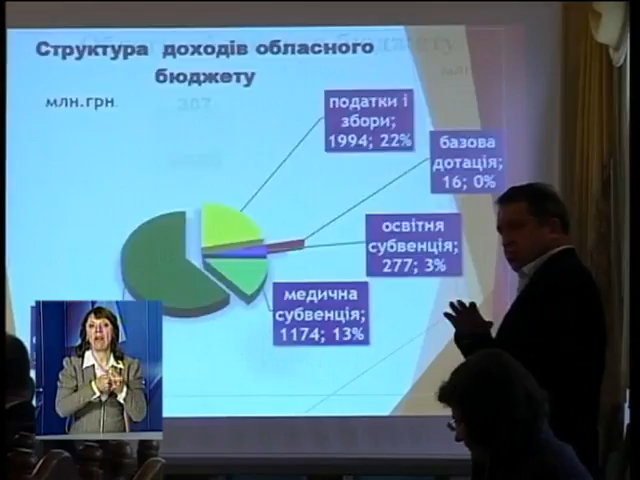 Структура доходів обласного
бюджету
млн.грн
податки і
збори;
1994; 22%
базова
дотація;
16; 0%
освітня
субвенція;
277; 3%
медична
субвенція;
1174; 13%